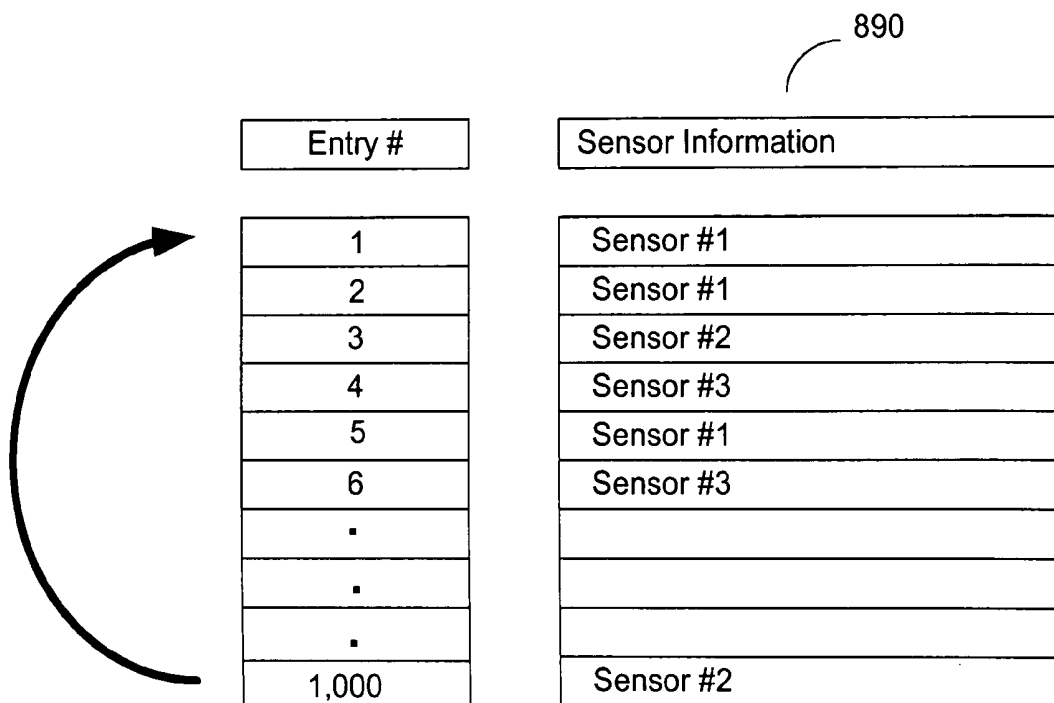 890
Entry # Sensor Information
1 Sensor #1
2 Sensor #1
3 Sensor #2
4 Sensor #3
5 Sensor #1
6 Sensor #3
.
.
.
1,000 Sensor #2